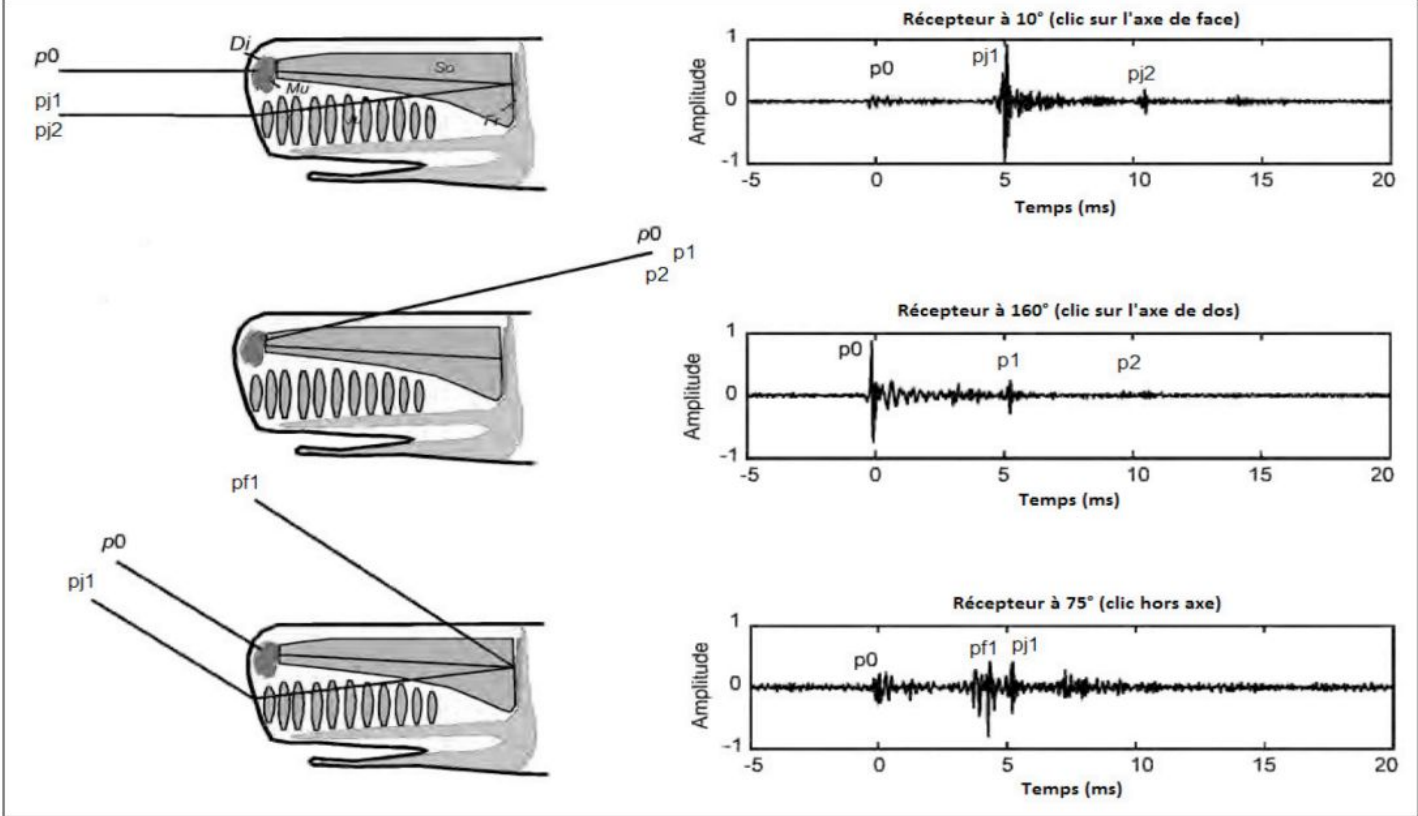 p0
pj1
pj2
Di
Mu
So
Fr
Récepteur à 10° (clic sur l'axe de face)
Amplitude
1
0
-1
p0
pj1
pj2
-5
0
5
10
15
20
Temps (ms)
p0
p1
p2
Récepteur à 160° (clic sur l'axe de dos)
Amplitude
1
0
-1
p0
p1
p2
-5
0
5
10
15
20
Temps (ms)
pf1
p0
pj1
Récepteur à 75° (clic hors axe)
Amplitude
1
0
-1
p0
pf1
pj1
-5
0
5
10
15
20
Temps (ms)